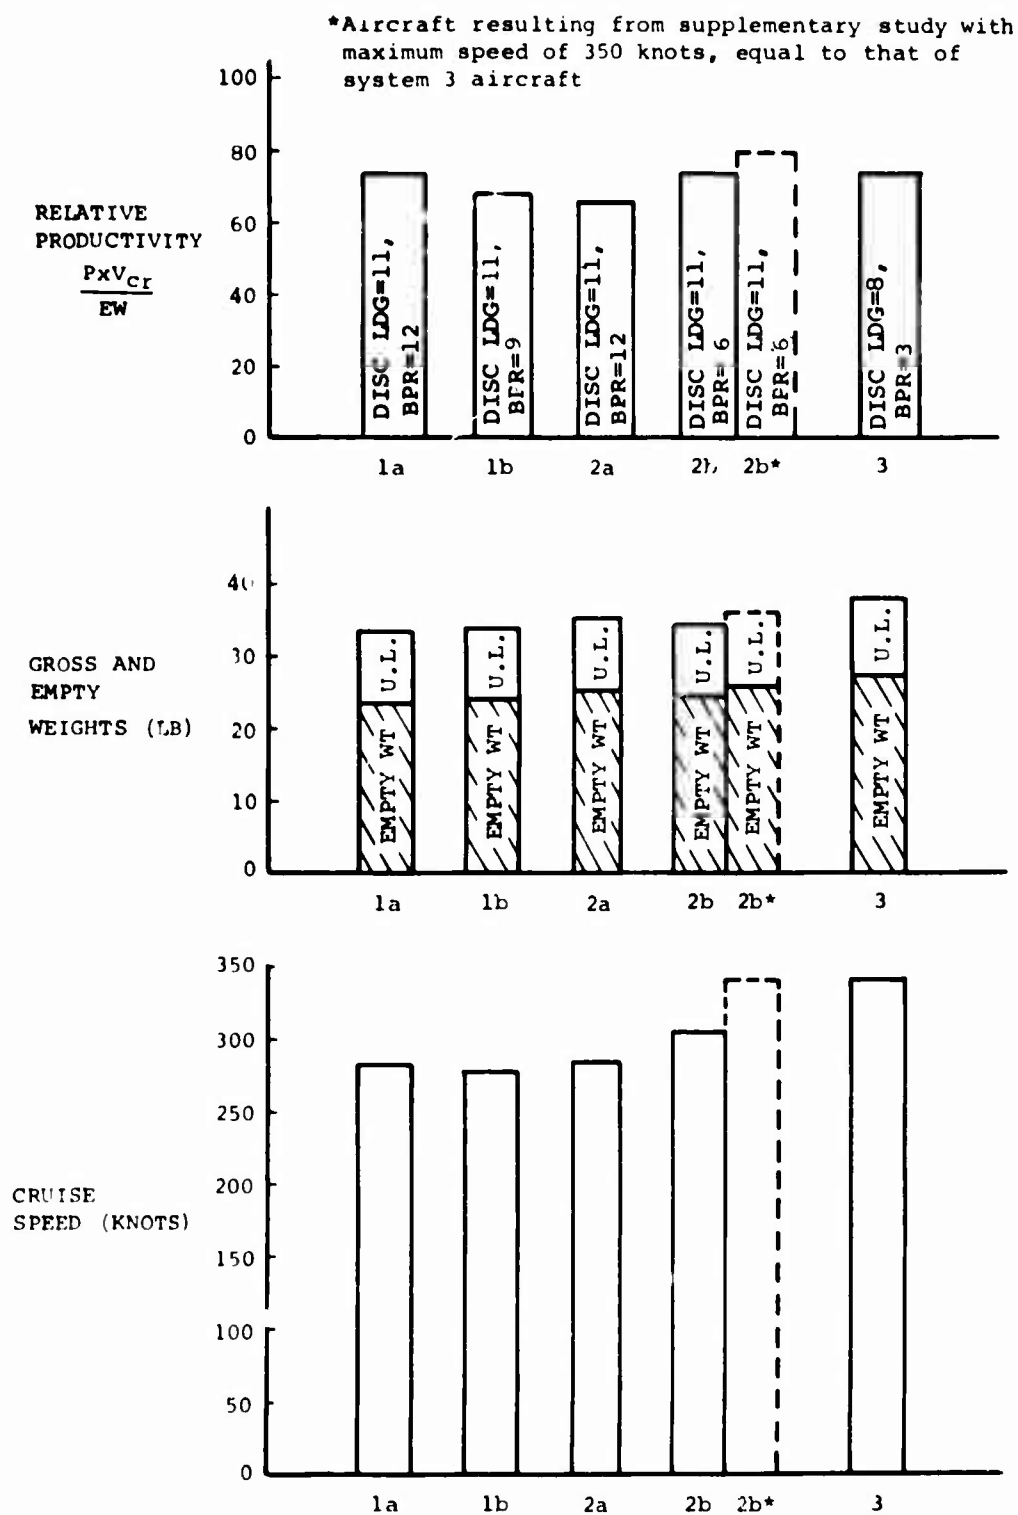 *Aircraft resulting from supplementary study with
maximum speed of 350 knots, equal to that of
system 3 aircraft
100
80
60
40
20
0
RELATIVE
PRODUCTIVITY
PxVcr
EW
DISC LDG=11,
BPR=12
DISC LDG=11,
BPR=9
DISC LDG=11,
BPR=12
DISC LDG=11,
BPR=6
DISC LDG=11,
BPR=6
DISC LDG=8,
BPR=3
1a 1b 2a 2b 2b* 3
40
30
20
10
0
GROSS AND
EMPTY
WEIGHTS (LB)
U.L.
EMPTY WT
U.L.
EMPTY WT
U.L.
EMPTY WT
U.L.
EMPTY WT
U.L.
EMPTY WT
U.L.
EMPTY WT
1a 1b 2a 2b 2b* 3
350
300
250
200
150
100
50
0
CRUISE
SPEED (KNOTS)
1a 1b 2a 2b 2b* 3